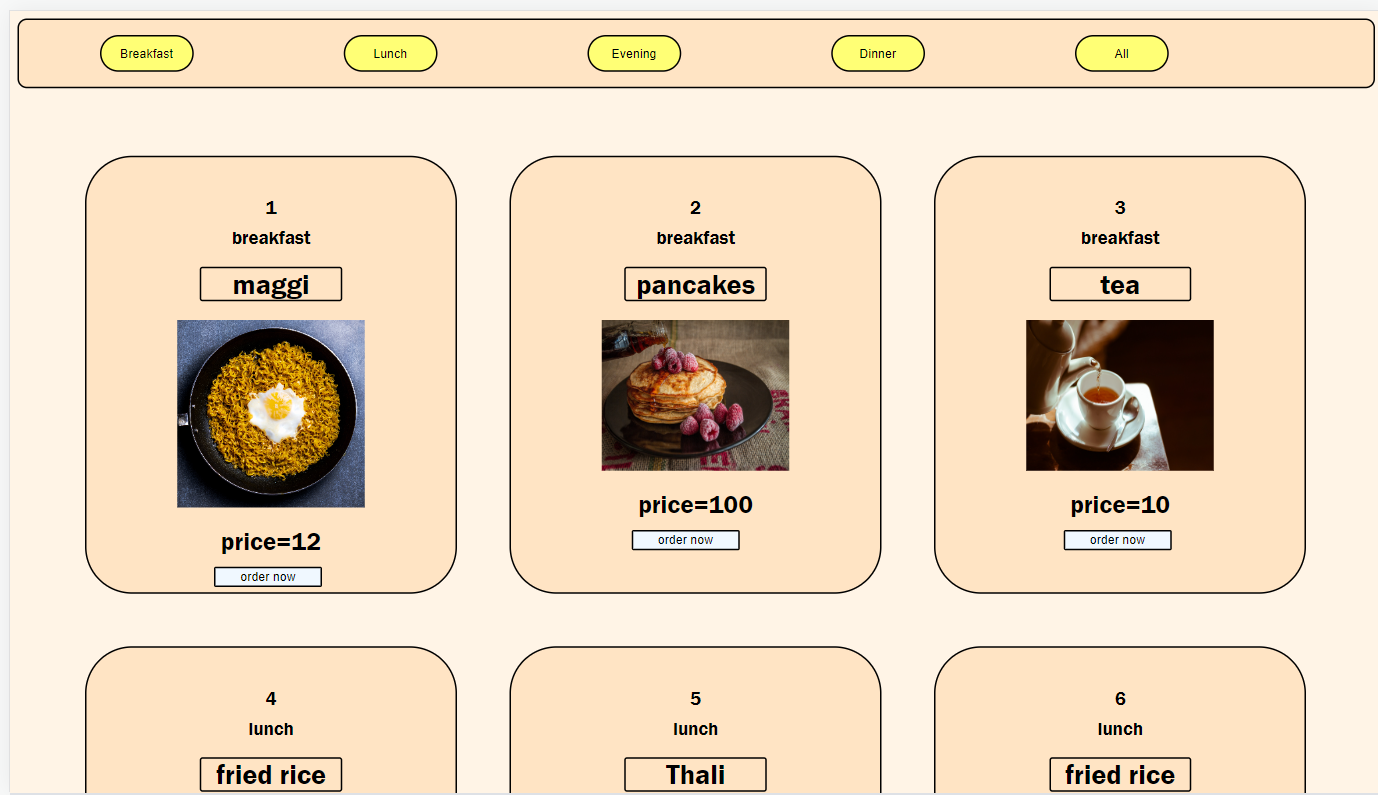 Breakfast
Lunch
Evening
Dinner
All
1
breakfast
maggi
price=12
order now
2
breakfast
pancakes
price=100
order now
3
breakfast
tea
price=10
order now
4
lunch
fried rice
5
lunch
Thali
6
lunch
fried rice